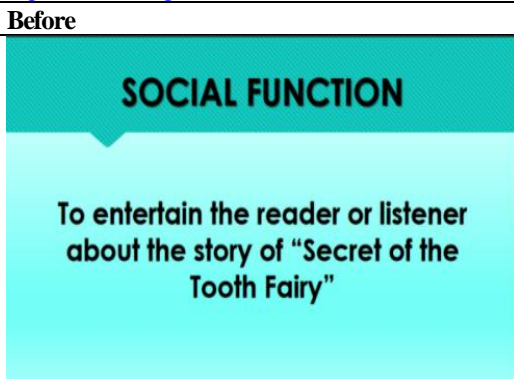 Before
SOCIAL FUNCTION
To entertain the reader or listener
about the story of “Secret of the
Tooth Fairy”